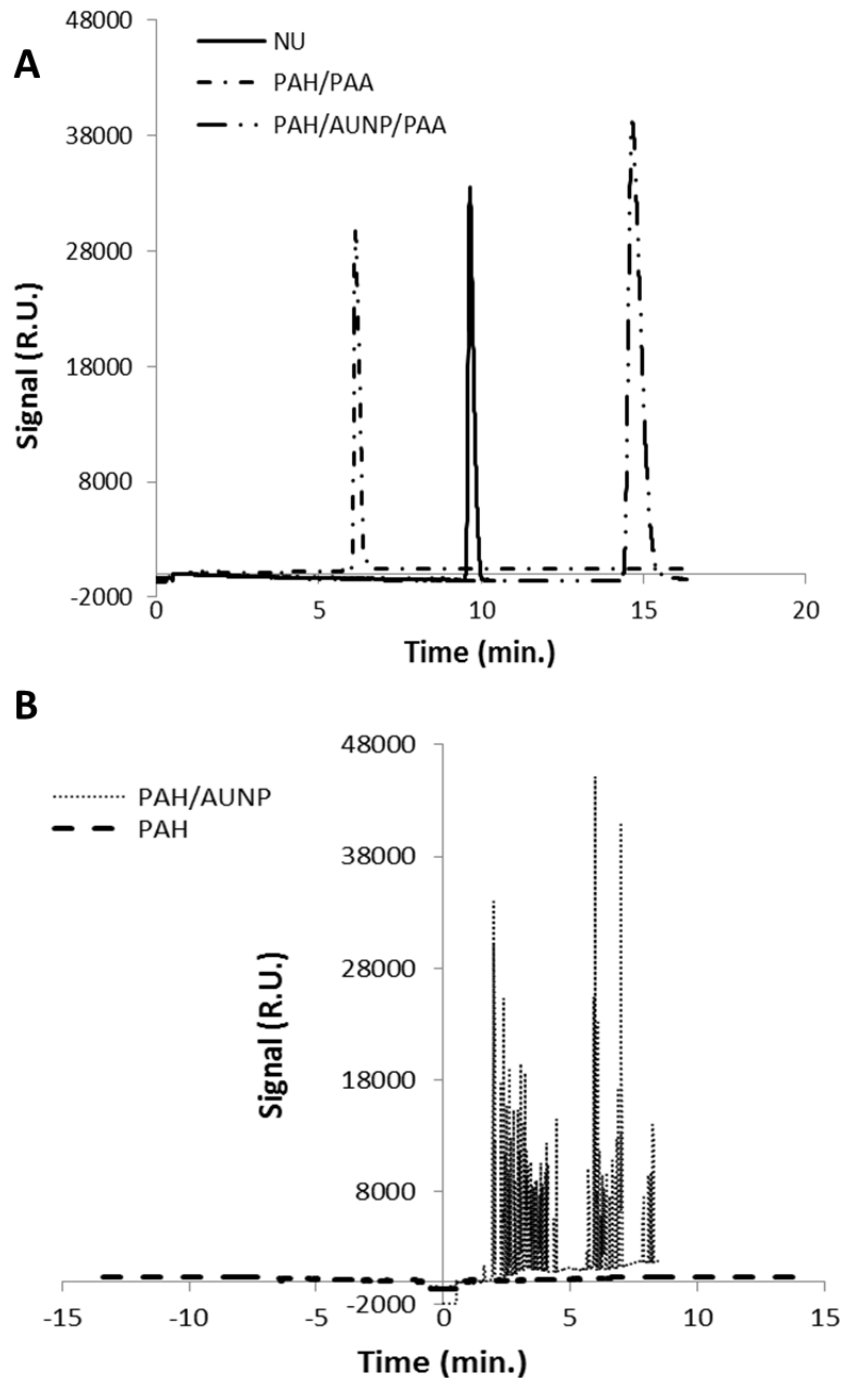 A
48000
38000
28000
18000
8000
-2000
Signal (R.U.)
NU
PAH/PAA
PAH/AUNP/PAA
0 5 10 15 20
Time (min.)
B
48000
38000
28000
18000
8000
-2000
Signal (R.U.)
PAH/AUNP
PAH
-15 -10 -5 0 5 10 15
Time (min.)